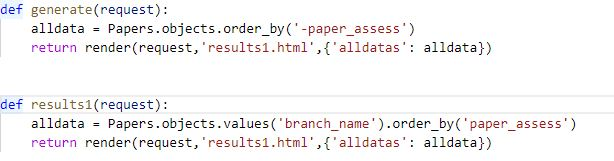 def generate(request):
    alldata = Papers.objects.order_by('-paper_assess')
    return render(request,'results1.html',{'alldatas': alldata})
def results1(request):
    alldata = Papers.objects.values('branch_name').order_by('paper_assess')
    return render(request,'results1.html',{'alldatas': alldata})